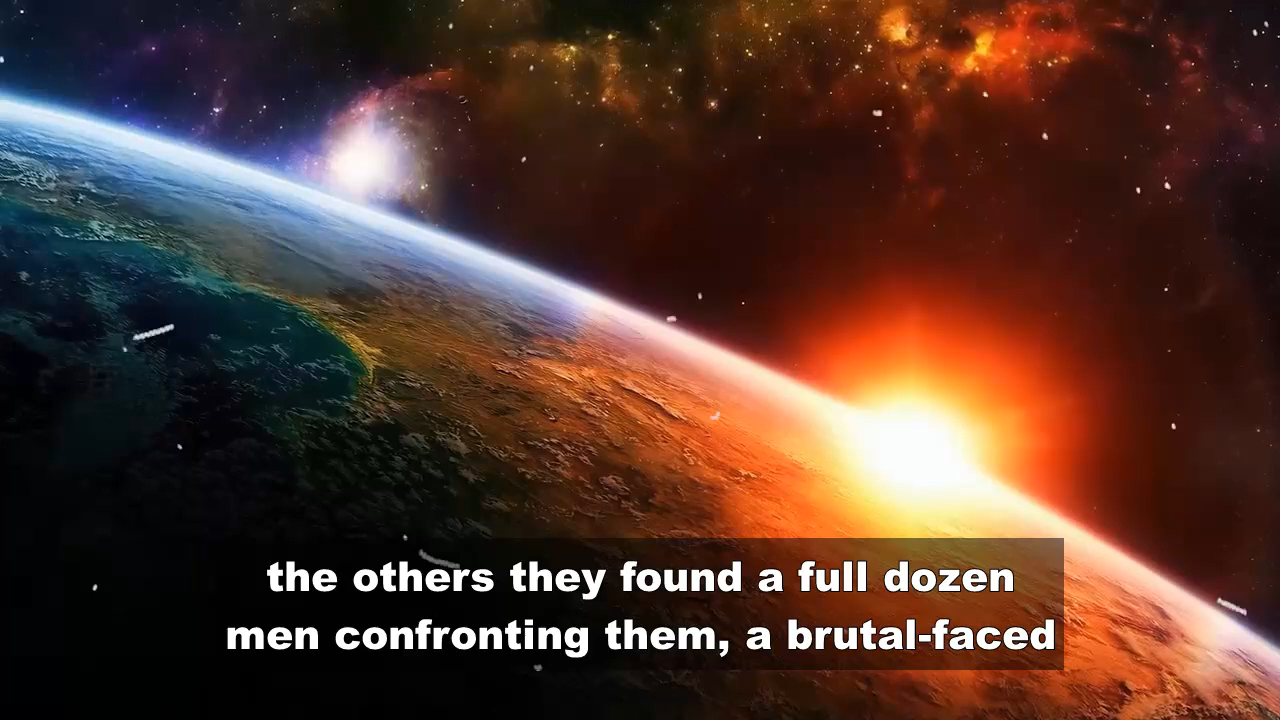 the others they found a full dozen
men confronting them, a brutal-faced